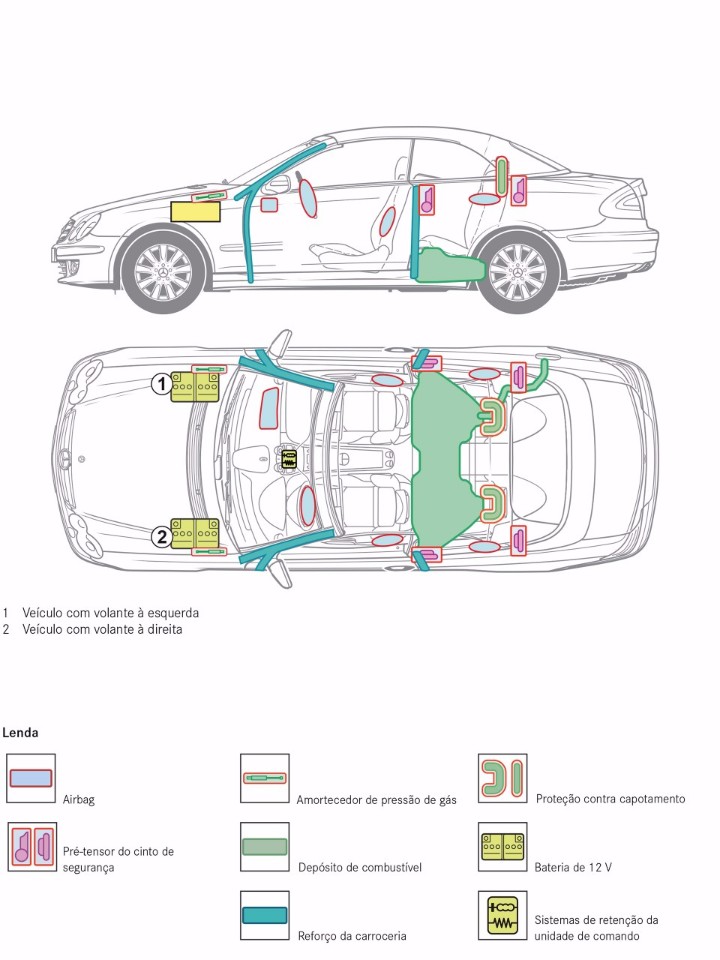 1
2
1 Veículo com volante à esquerda
2 Veículo com volante à direita
Lenda
Airbag
Amortecedor de pressão de gás
Proteção contra capotamento
Pré-tensor do cinto de
segurança
Depósito de combustível
Bateria de 12 V
Reforço da carroceria
Sistemas de retenção da
unidade de comando